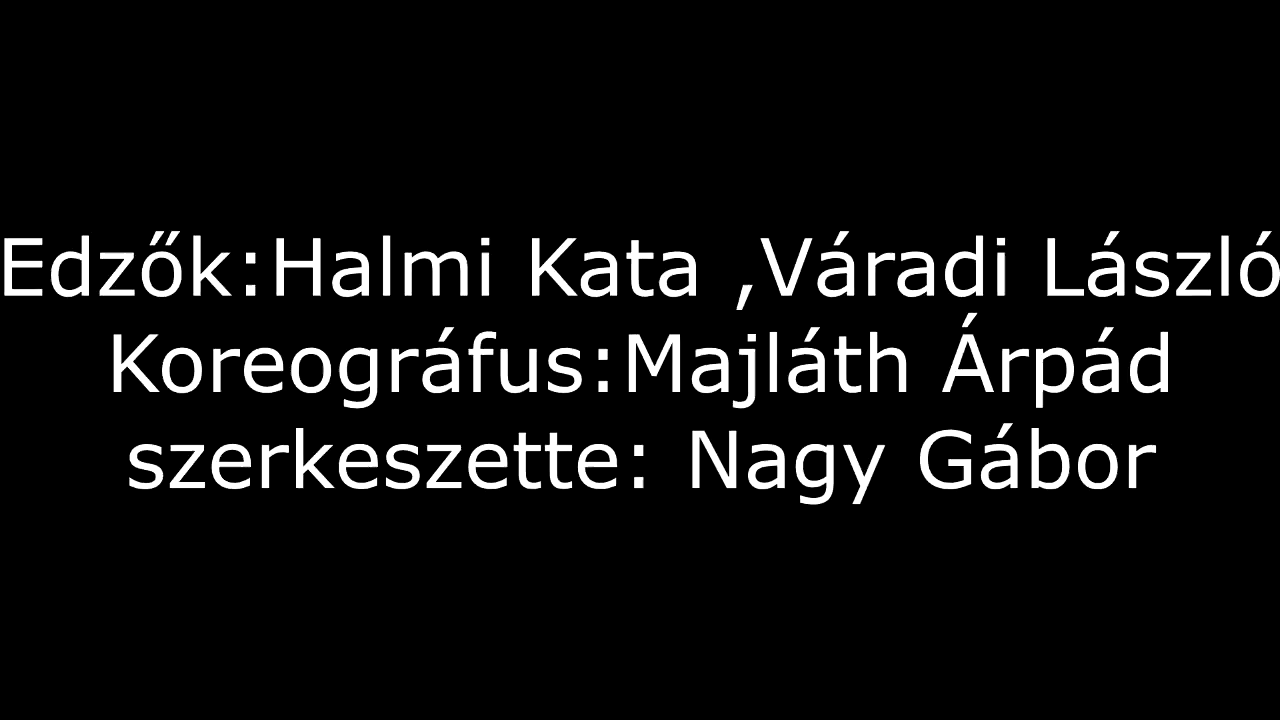 Edzők:Halmi Kata ,Váradi László
Koreográfus:Majláth Árpád
szerkeszette: Nagy Gábor